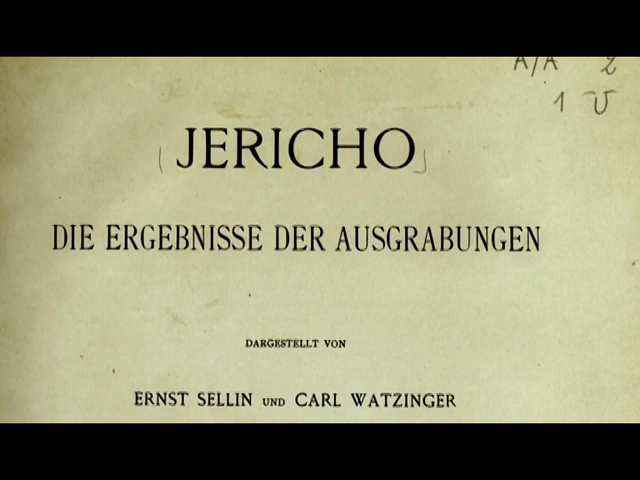 A/A 2
1 U
JERICHO
DIE ERGEBNISSE DER AUSGRABUNGEN
DARGESTELLT VON
ERNST SELLIN UND CARL WATZINGER